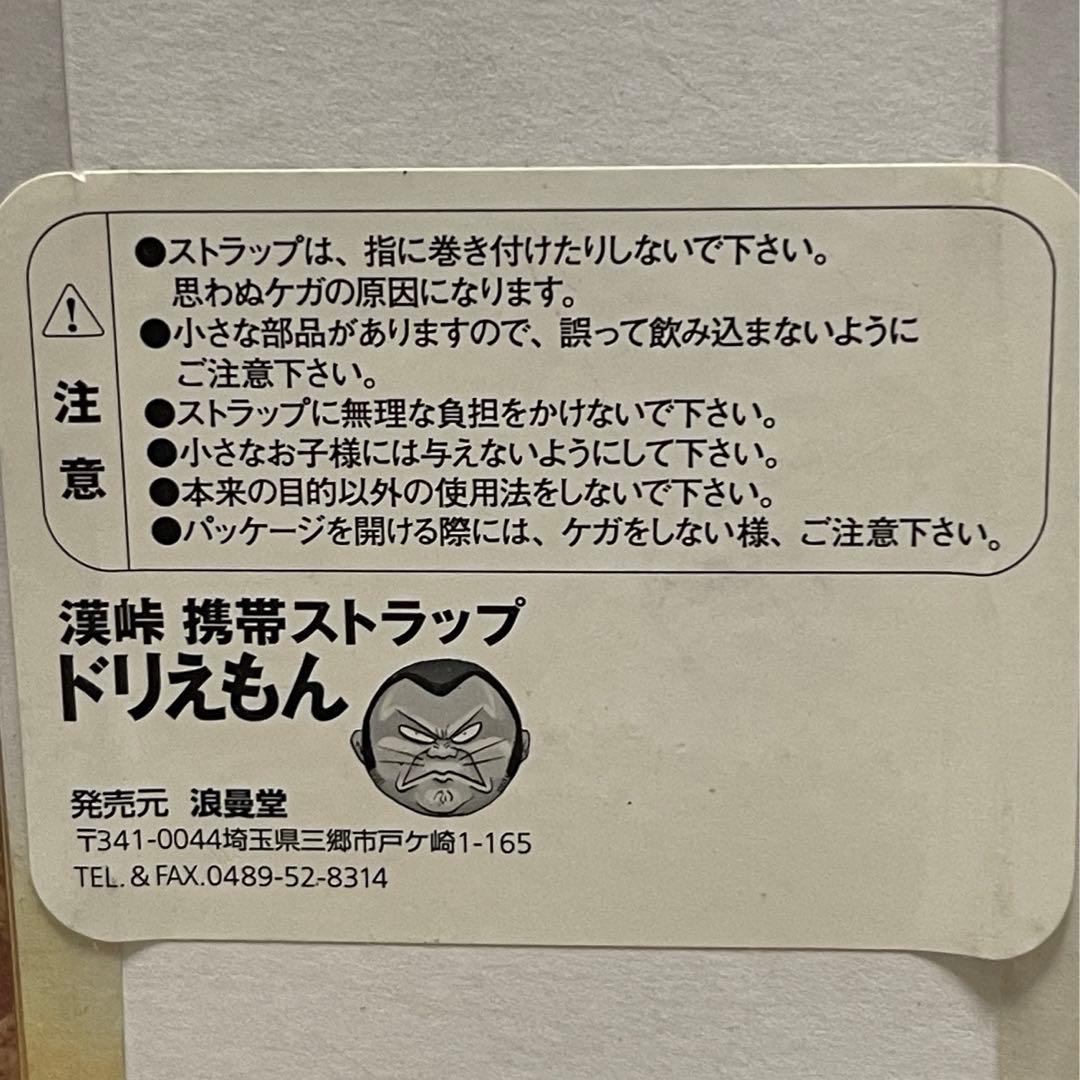 注意
●ストラップは、指に巻き付けたりしないで下さい。
思わぬケガの原因になります。
●小さな部品がありますので、誤って飲み込まないように
ご注意下さい。
●ストラップに無理な負担をかけないで下さい。
●小さなお子様には与えないようにして下さい。
●本来の目的以外の使用法をしないで下さい。
●パッケージを開ける際には、ケガをしない様、ご注意下さい。
漢峠 携帯ストラップ
ドリえもん
発売元 浪曼堂
〒341-0044埼玉県三郷市戸ケ崎1-165
TEL.&FAX.0489-52-8314